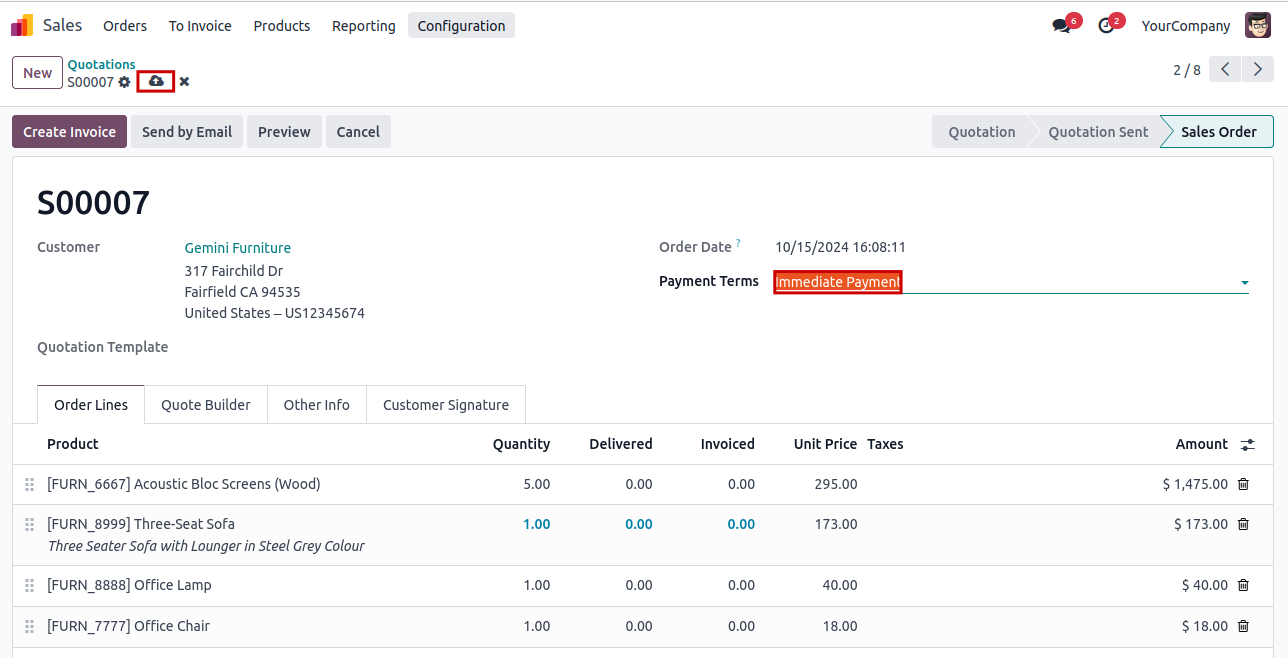 Sales Orders To Invoice Products Reporting Configuration 6 2 YourCompany
New Quotations
S00007 2 / 8
Create Invoice Send by Email Preview Cancel Quotation Quotation Sent Sales Order
S00007
Customer Gemini Furniture Order Date ? 10/15/2024 16:08:11
317 Fairchild Dr Payment Terms Immediate Payment
Fairfield CA 94535
United States – US12345674
Quotation Template
Order Lines Quote Builder Other Info Customer Signature
Product Quantity Delivered Invoiced Unit Price Taxes Amount
[FURN_6667] Acoustic Bloc Screens (Wood) 5.00 0.00 0.00 295.00 $ 1,475.00
[FURN_8999] Three-Seat Sofa 1.00 0.00 0.00 173.00 $ 173.00
Three Seater Sofa with Lounger in Steel Grey Colour
[FURN_8888] Office Lamp 1.00 0.00 0.00 40.00 $ 40.00
[FURN_7777] Office Chair 1.00 0.00 0.00 18.00 $ 18.00